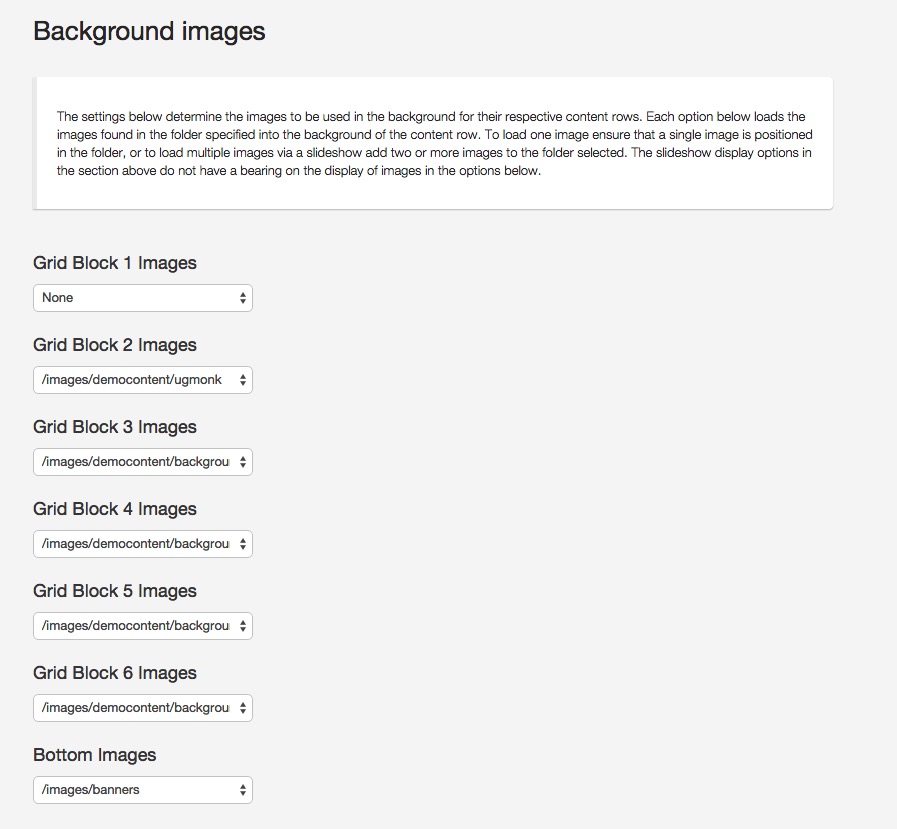 Background images
The settings below determine the images to be used in the background for their respective content rows. Each option below loads the
images found in the folder specified into the background of the content row. To load one image ensure that a single image is positioned
in the folder, or to load multiple images via a slideshow add two or more images to the folder selected. The slideshow display options in
the section above do not have a bearing on the display of images in the options below.
Grid Block 1 Images
None
Grid Block 2 Images
/images/democontent/ugmonk
Grid Block 3 Images
/images/democontent/backgrou
Grid Block 4 Images
/images/democontent/backgrou
Grid Block 5 Images
/images/democontent/backgrou
Grid Block 6 Images
/images/democontent/backgrou
Bottom Images
/images/banners